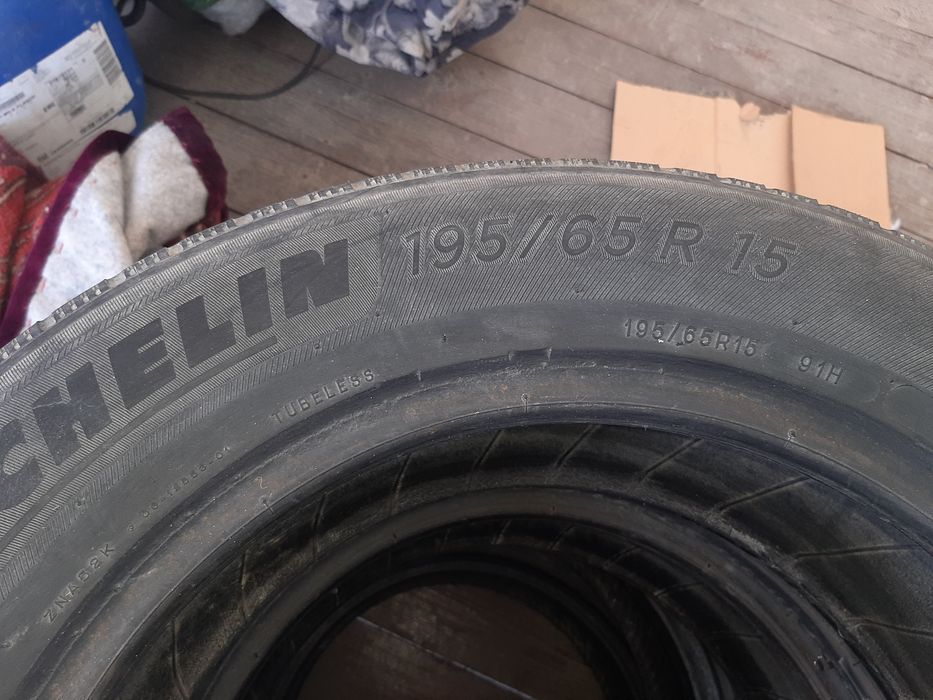 CHELIN
195/65 R 15
195/65R15 91H
TUBELESS